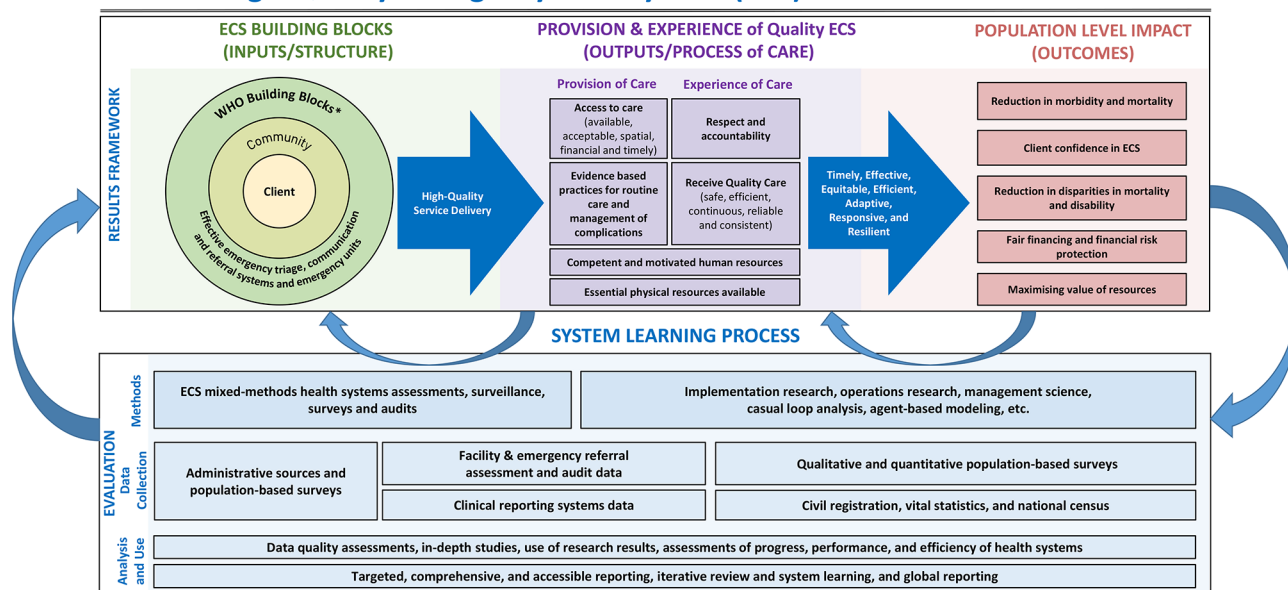 ECS BUILDING BLOCKS
(INPUTS/STRUCTURE)
PROVISION & EXPERIENCE of Quality ECS
(OUTPUTS/PROCESS of CARE)
POPULATION LEVEL IMPACT
(OUTCOMES)
RESULTS FRAMEWORK
WHO Building Blocks*
Community
Client
Effective emergency triage, communication
and referral systems and emergency units
High-Quality
Service Delivery
Provision of Care
Experience of Care
Access to care
(available,
acceptable, spatial,
financial and timely)
Respect and
accountability
Evidence based
practices for routine
care and
management of
complications
Receive Quality Care
(safe, efficient,
continuous, reliable
and consistent)
Competent and motivated human resources
Essential physical resources available
Timely, Effective,
Equitable, Efficient,
Adaptive,
Responsive, and
Resilient
Reduction in morbidity and mortality
Client confidence in ECS
Reduction in disparities in mortality
and disability
Fair financing and financial risk
protection
Maximising value of resources
SYSTEM LEARNING PROCESS
EVALUATION
Methods
ECS mixed-methods health systems assessments, surveillance,
surveys and audits
Implementation research, operations research, management science,
casual loop analysis, agent-based modeling, etc.
Data
Collection
Administrative sources and
population-based surveys
Facility & emergency referral
assessment and audit data
Clinical reporting systems data
Qualitative and quantitative population-based surveys
Civil registration, vital statistics, and national census
Analysis
and Use
Data quality assessments, in-depth studies, use of research results, assessments of progress, performance, and efficiency of health systems
Targeted, comprehensive, and accessible reporting, iterative review and system learning, and global reporting